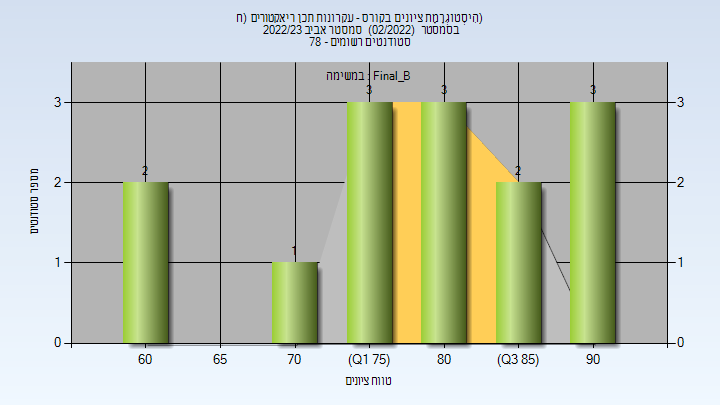 (הִיסְטוֹגְרָמַת ציונים בקורס - עקרונות תכן ריאקטורים (ח
בסמסטר (02/2022) סמסטר אביב 2022/23
סטודנטים רשומים - 78
במשימה : Final_B
3 3 3
2 2
1
3 3
2 2
1 1
0 0
מספר סטודנטים
60 65 70 (Q1 75) 80 (Q3 85) 90
טווח ציונים